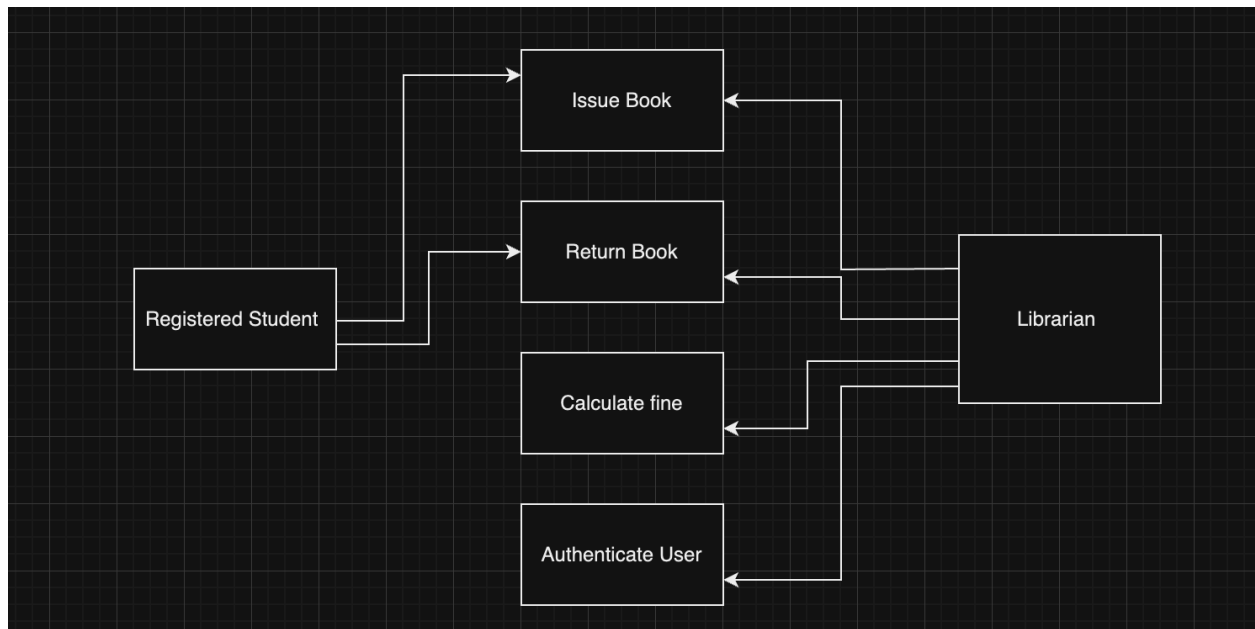 Issue Book
Return Book
Registered Student
Librarian
Calculate fine
Authenticate User